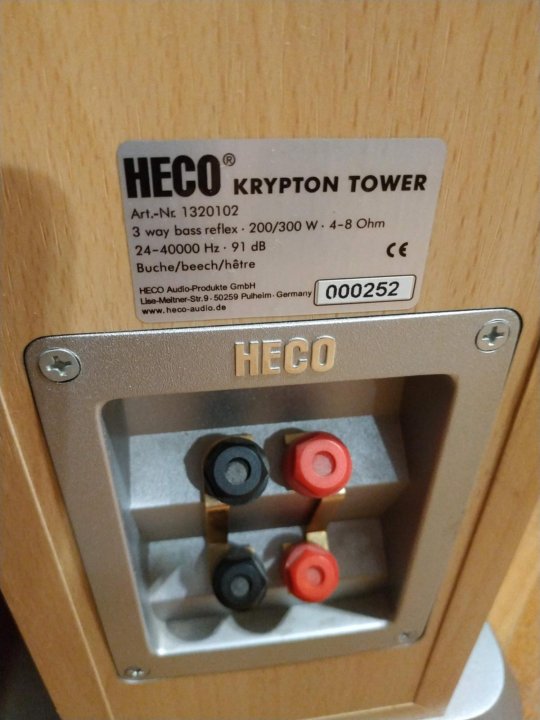 HECO® KRYPTON TOWER
Art.-Nr. 1320102
3 way bass reflex · 200/300 W · 4-8 Ohm
24-40000 Hz · 91 dB CE
Buche/beech/hêtre
HECO Audio-Produkte GmbH
Lise-Meitner-Str.9 · 50259 Pulheim · Germany 000252
www.heco-audio.de
HECO